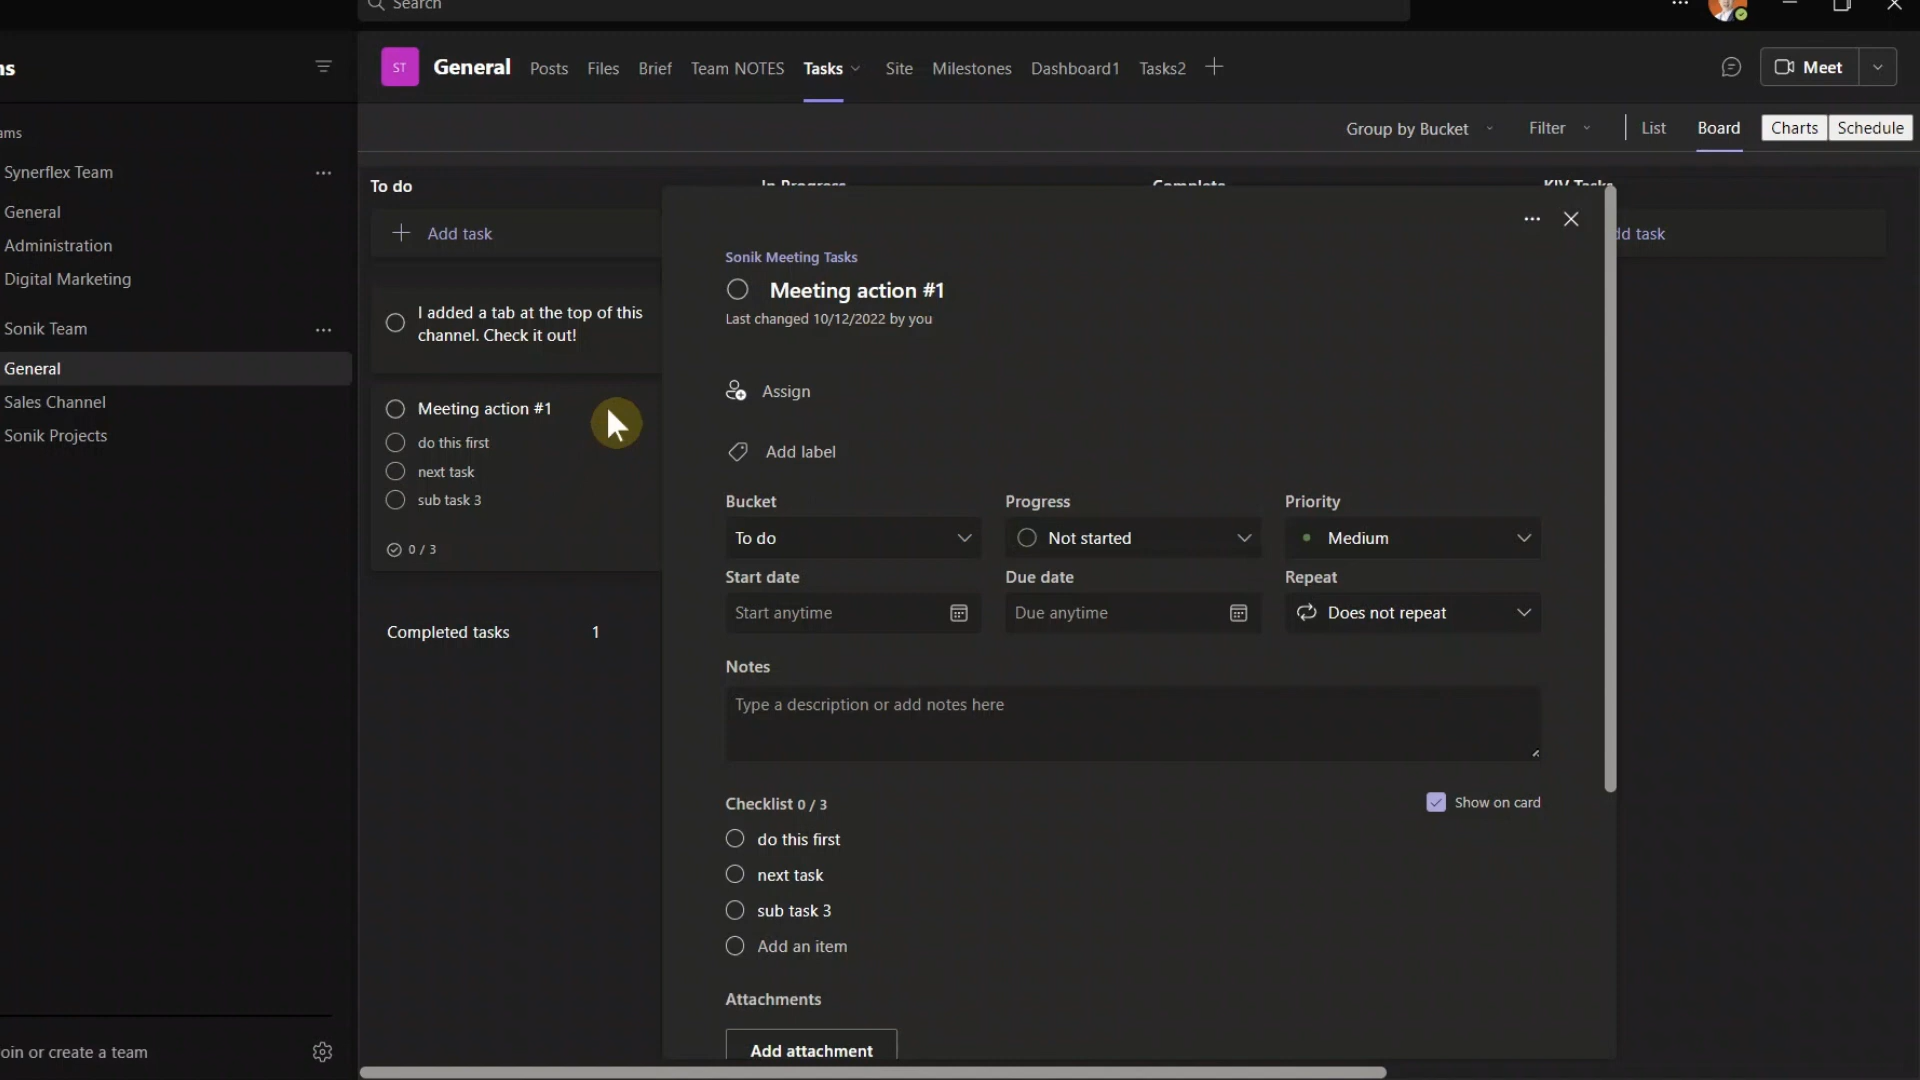 Search
ST
General
Posts
Files
Brief
Team NOTES
Tasks
Site
Milestones
Dashboard1
Tasks2
Meet
Group by Bucket
Filter
List
Board
Charts
Schedule
Synerflex Team
General
Administration
Digital Marketing
Sonik Team
General
Sales Channel
Sonik Projects
oin or create a team
To do
In Progress
Complete
KIV Tasks
Add task
dd task
I added a tab at the top of this
channel. Check it out!
Meeting action #1
do this first
next task
sub task 3
0 / 3
Completed tasks 1
Sonik Meeting Tasks
Meeting action #1
Last changed 10/12/2022 by you
Assign
Add label
Bucket
Progress
Priority
To do
Not started
Medium
Start date
Due date
Repeat
Start anytime
Due anytime
Does not repeat
Notes
Type a description or add notes here
Checklist 0 / 3
Show on card
do this first
next task
sub task 3
Add an item
Attachments
Add attachment